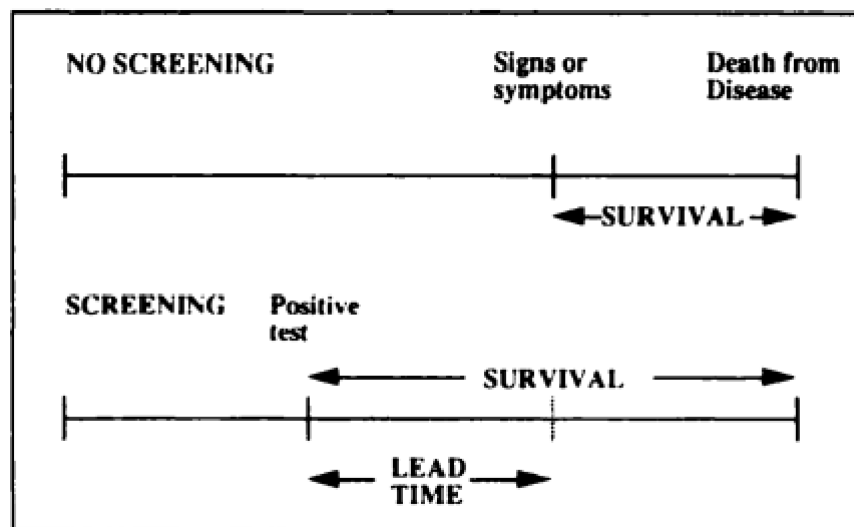 NO SCREENING
Signs or
symptoms
Death from
Disease
SURVIVAL
SCREENING
Positive
test
SURVIVAL
LEAD
TIME